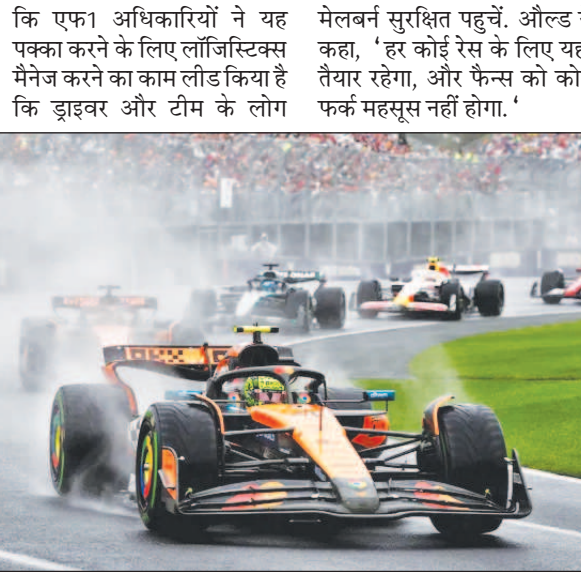 कि एफ1 अधिकारियों ने यह
पक्का करने के लिए लॉजिस्टिक्स
मैनेज करने का काम लीड किया है
कि ड्राइवर और टीम के लोग
मेलबर्न सुरक्षित पहुचें. औल्ड
कहा, ‘हर कोई रेस के लिए
तैयार रहेगा, और फैन्स को
फर्क महसूस नहीं होगा.‘